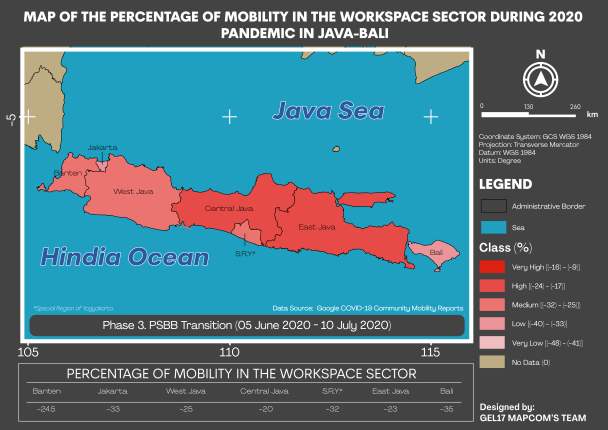 MAP OF THE PERCENTAGE OF MOBILITY IN THE WORKSPACE SECTOR DURING 2020
PANDEMIC IN JAVA-BALI
N
0 130 260
km
-5
Java Sea
Jakarta
Banten
West Java
Central Java
East Java
S.R.Y*
Bali
Hindia Ocean
*Special Region of Yogyakarta
Data Source: Google COVID-19 Community Mobility Reports
Phase 3. PSBB Transition (05 June 2020 - 10 July 2020)
105 110 115
Coordinate System: GCS WGS 1984
Projection: Transverse Mercator
Datum: WGS 1984
Units: Degree
LEGEND
Administrative Border
Sea
Class (%)
Very High [(-16) - (-9)]
High [(-24) - (-17)]
Medium [(-32) - (-25)]
Low [(-40) - (-33)]
Very Low [(-48) - (-41)]
No Data (0)
PERCENTAGE OF MOBILITY IN THE WORKSPACE SECTOR
Banten Jakarta West Java Central Java S.R.Y* East Java Bali
-24.5 -33 -25 -20 -32 -23 -35
Designed by:
GEL17 MAPCOM'S TEAM